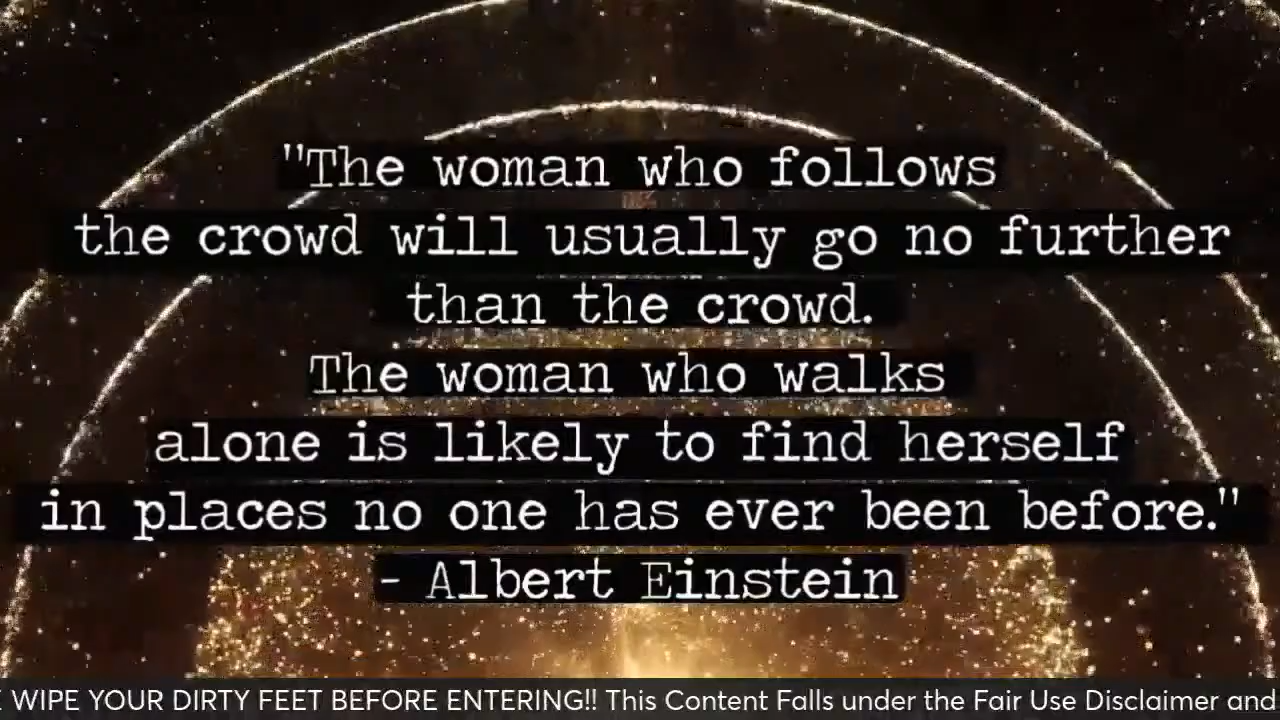 "The woman who follows
the crowd will usually go no further
than the crowd.
The woman who walks
alone is likely to find herself
in places no one has ever been before."
- Albert Einstein
WIPE YOUR DIRTY FEET BEFORE ENTERING!! This Content Falls under the Fair Use Disclaimer and